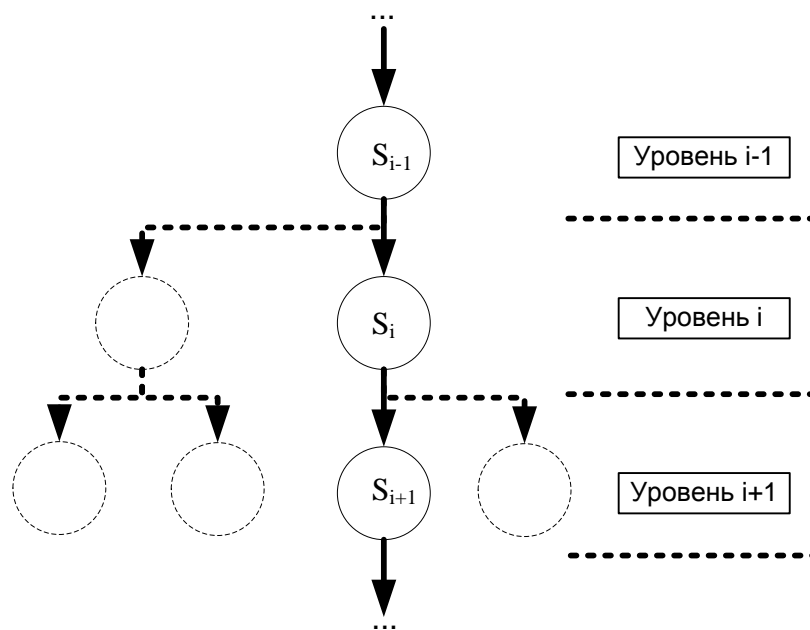 ...
S_{i-1}
Уровень i-1
S_i
Уровень i
S_{i+1}
Уровень i+1
...